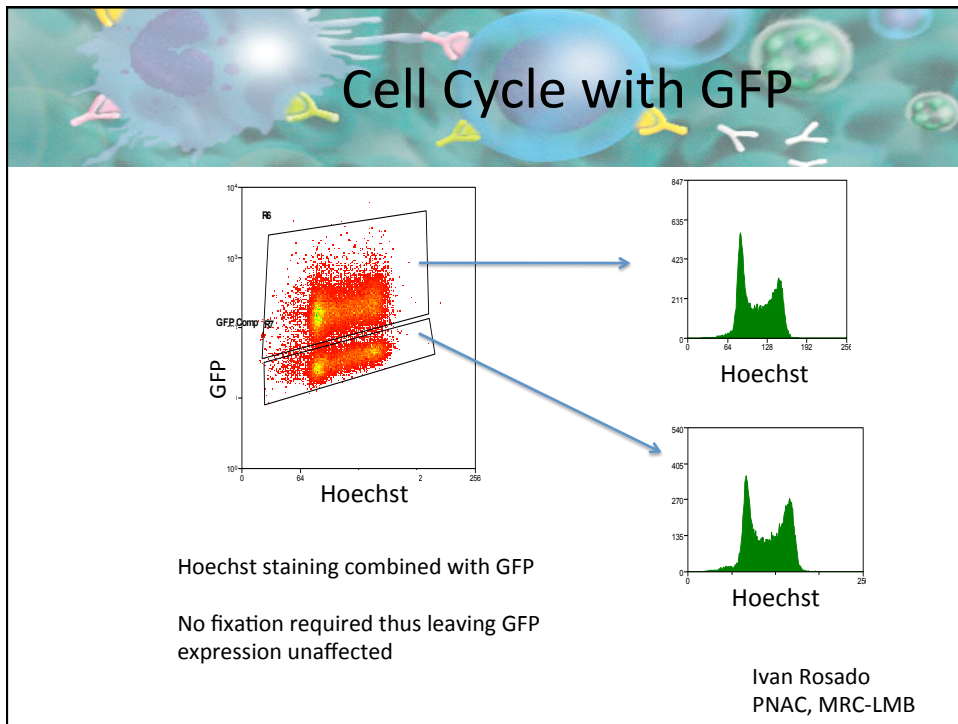 Cell Cycle with GFP
10⁴
R6
10³
GFP Comp
R7
GFP
10⁰
0
64
2
256
Hoechst
847
635
423
211
0
0
64
128
192
256
Hoechst
540
405
270
135
0
0
Hoechst
Hoechst staining combined with GFP
No fixation required thus leaving GFP
expression unaffected
Ivan Rosado
PNAC, MRC-LMB